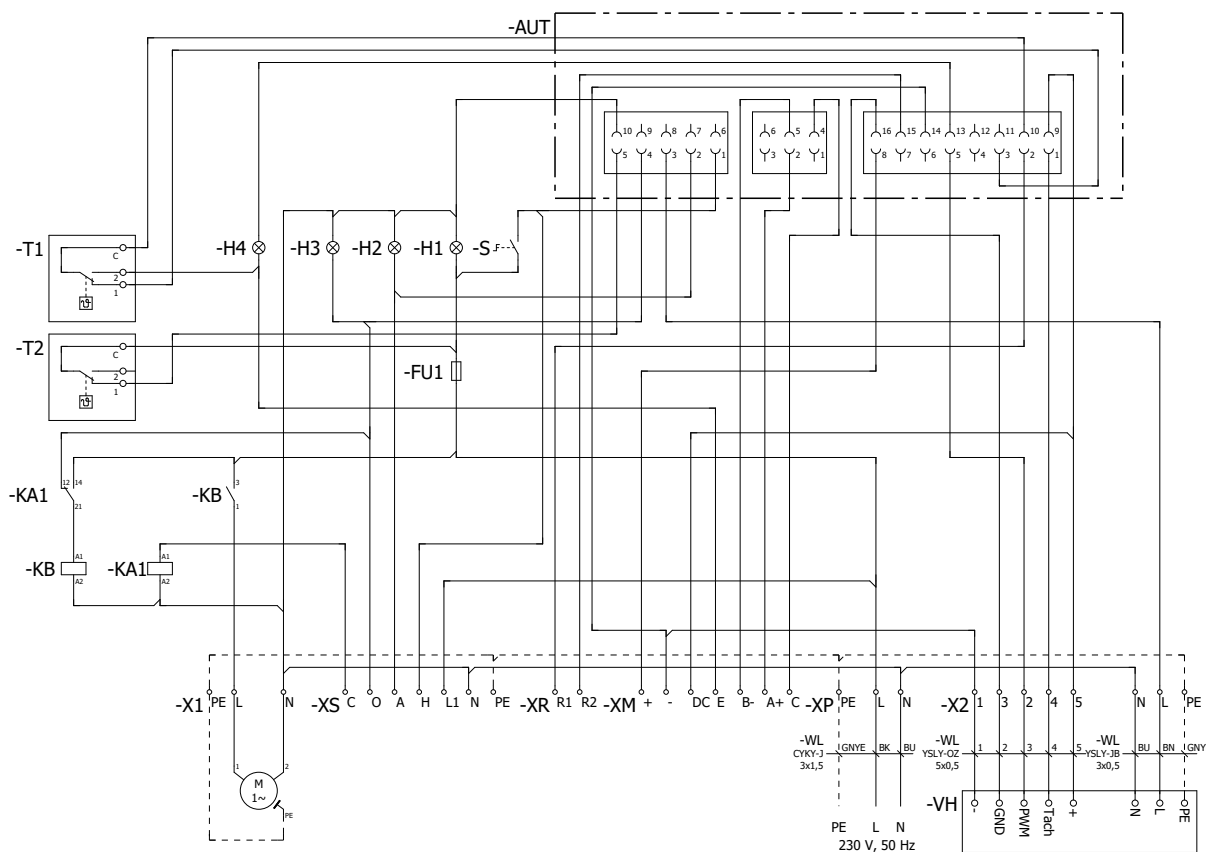 -AUT
10 9 8 7 6
5 4 3 2 1
6 5 4
3 2 1
16 15 14 13 12 11 10 9
8 7 6 5 4 3 2 1
-T1
C
2
1
ϑ
-H4 -H3 -H2 -H1 -S
-T2
C
2
1
ϑ
-FU1
-KA1
12 14
21
-KB
3
1
-KB
A1
A2
-KA1
A1
A2
-X1 PE L N -XS C O A H L1 N PE -XR R1 R2 -XM + - DC E B- A+ C -XP PE L N -X2 1 3 2 4 5 N L PE
-WL
CYKY-J
3x1,5
GNYE BK BU
-WL
YSLY-OZ
5x0,5
1 2 3 4 5
-WL
YSLY-JB
3x0,5
BU BN GNY
1 2
M
1~
PE
-VH - GND PWM Tach + N L PE
PE L N
230 V, 50 Hz